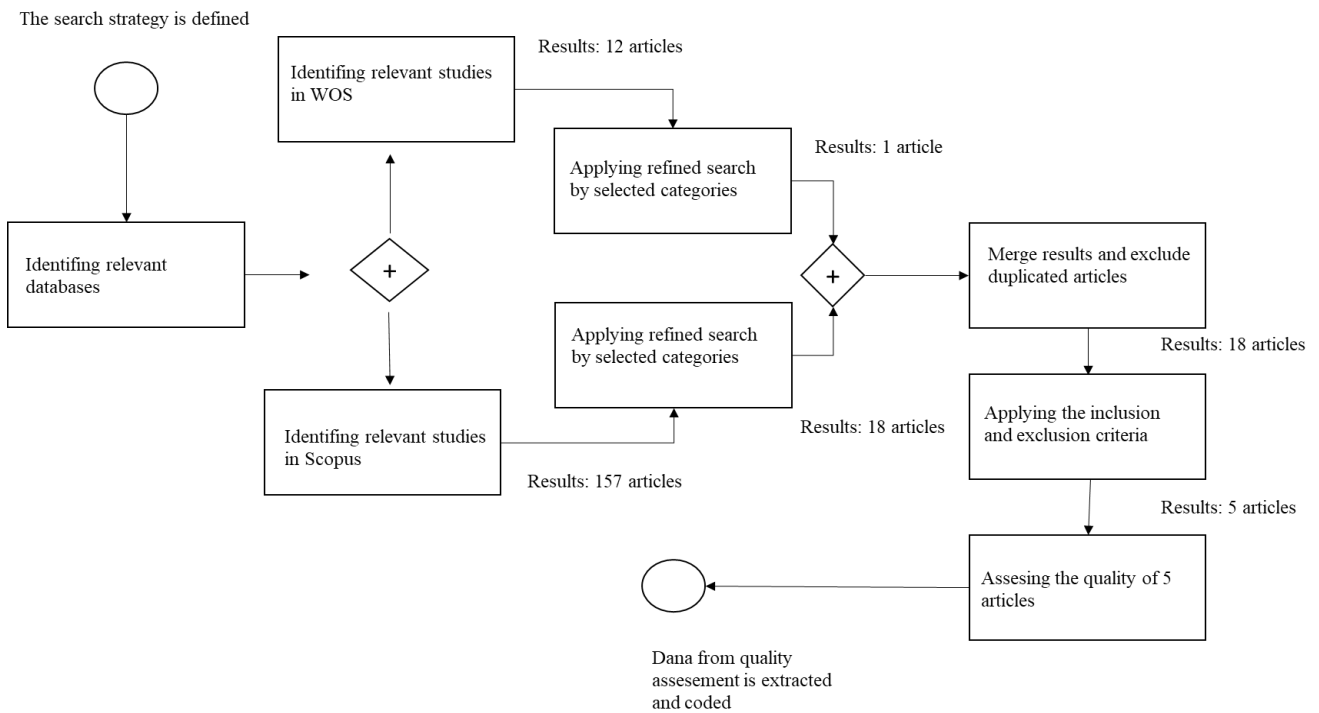 The search strategy is defined
Identifing relevant
databases
Identifing relevant studies
in WOS
Results: 12 articles
Applying refined search
by selected categories
Results: 1 article
+
Identifing relevant studies
in Scopus
Results: 157 articles
Applying refined search
by selected categories
Results: 18 articles
+
Merge results and exclude
duplicated articles
Results: 18 articles
Applying the inclusion
and exclusion criteria
Results: 5 articles
Assesing the quality of 5
articles
Dana from quality
assesement is extracted
and coded